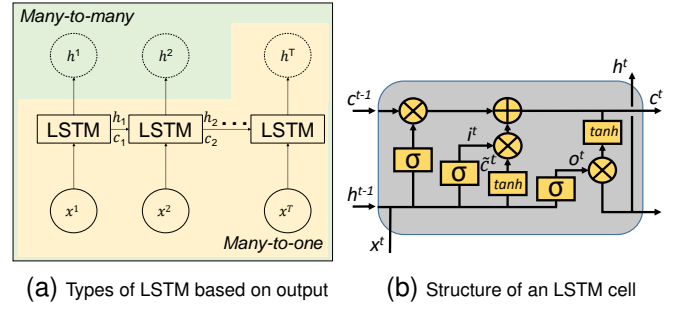 Many-to-many
h¹ h² hᵀ
h₁ h₂
LSTM LSTM ... LSTM
c₁ c₂
x¹ x² xᵀ
Many-to-one
(a) Types of LSTM based on output
hᵗ
cᵗ⁻¹ cᵗ
tanh
iᵗ oᵗ
σ σ c̃ᵗ tanh σ
hᵗ⁻¹
xᵗ
(b) Structure of an LSTM cell